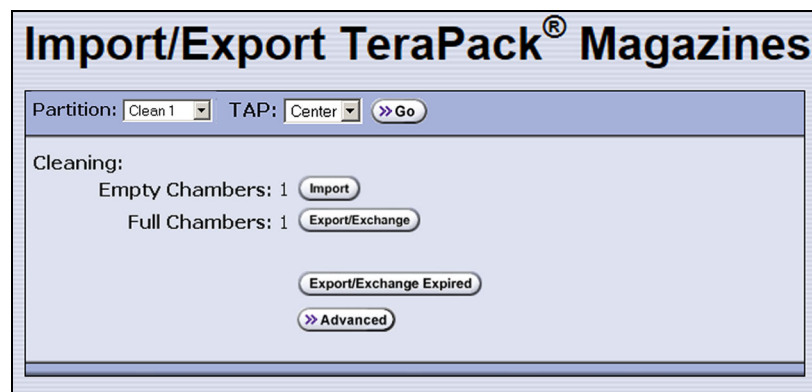 Import/Export TeraPack® Magazines
Partition: Clean 1 TAP: Center >> Go
Cleaning:
Empty Chambers: 1 Import
Full Chambers: 1 Export/Exchange
Export/Exchange Expired
>> Advanced